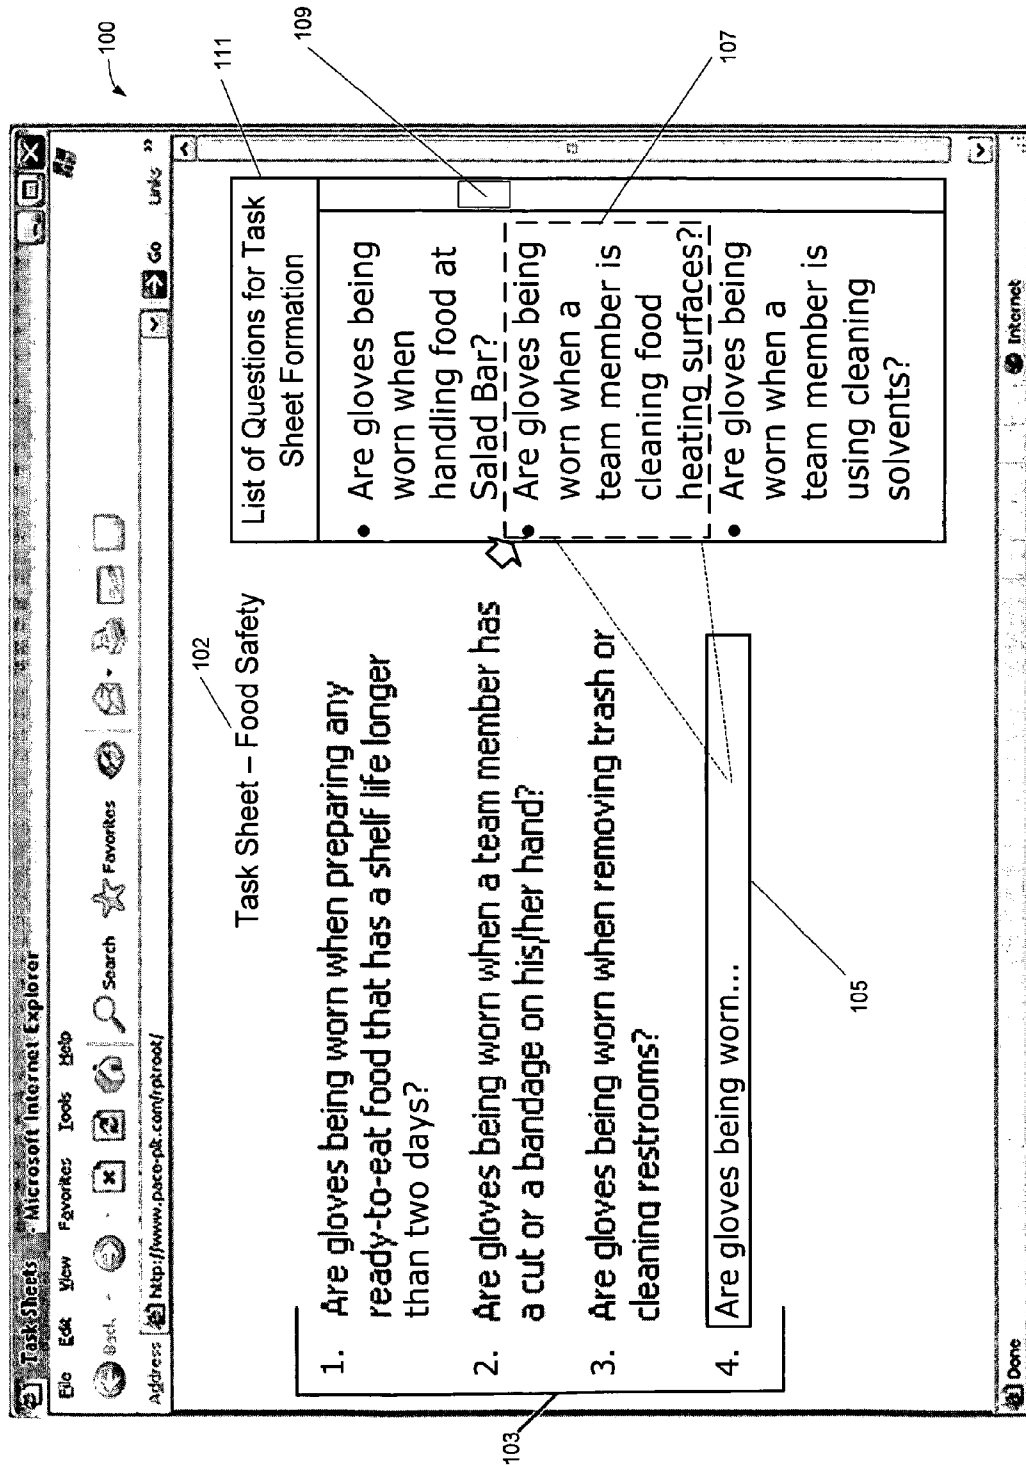 100
Task Sheets - Microsoft Internet Explorer
File Edit View Favorites Tools Help
Back Search Favorites
Address http://www.paco-plt.com/rptroot/ Go Links »
102
Task Sheet – Food Safety
103
1. Are gloves being worn when preparing any
ready-to-eat food that has a shelf life longer
than two days?
2. Are gloves being worn when a team member has
a cut or a bandage on his/her hand?
3. Are gloves being worn when removing trash or
cleaning restrooms?
4. Are gloves being worn...
105
111
List of Questions for Task
Sheet Formation
109
• Are gloves being
worn when
handling food at
Salad Bar?
• Are gloves being
worn when a
team member is
cleaning food
heating surfaces?
107
• Are gloves being
worn when a
team member is
using cleaning
solvents?
Done Internet